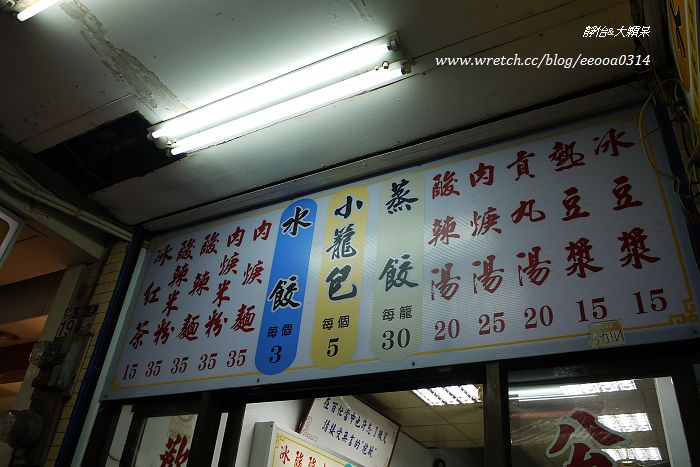 靜怡&大顆呆
www.wretch.cc/blog/eeooa0314
冰豆漿 15
熱豆漿 15
貢丸湯 20
肉焿湯 25
酸辣湯 20
蒸餃 每籠 30
小籠包 每個 5
水餃 每個 3
肉焿麵 35
肉焿米粉 35
酸辣麵 35
酸辣米粉 35
冰紅茶 15